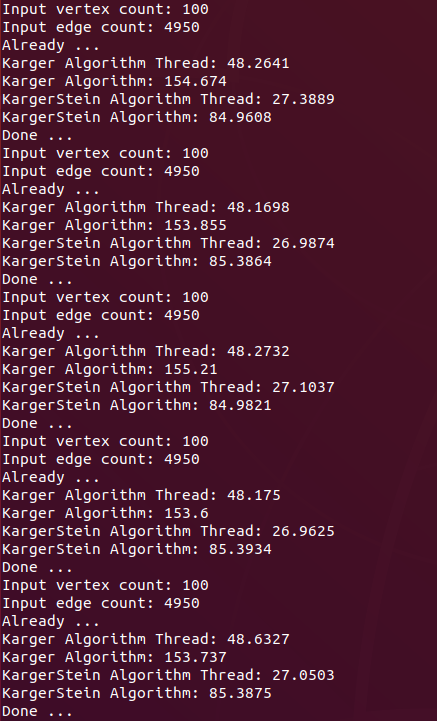 Input vertex count: 100
Input edge count: 4950
Already ...
Karger Algorithm Thread: 48.2641
Karger Algorithm: 154.674
KargerStein Algorithm Thread: 27.3889
KargerStein Algorithm: 84.9608
Done ...
Input vertex count: 100
Input edge count: 4950
Already ...
Karger Algorithm Thread: 48.1698
Karger Algorithm: 153.855
KargerStein Algorithm Thread: 26.9874
KargerStein Algorithm: 85.3864
Done ...
Input vertex count: 100
Input edge count: 4950
Already ...
Karger Algorithm Thread: 48.2732
Karger Algorithm: 155.21
KargerStein Algorithm Thread: 27.1037
KargerStein Algorithm: 84.9821
Done ...
Input vertex count: 100
Input edge count: 4950
Already ...
Karger Algorithm Thread: 48.175
Karger Algorithm: 153.6
KargerStein Algorithm Thread: 26.9625
KargerStein Algorithm: 85.3934
Done ...
Input vertex count: 100
Input edge count: 4950
Already ...
Karger Algorithm Thread: 48.6327
Karger Algorithm: 153.737
KargerStein Algorithm Thread: 27.0503
KargerStein Algorithm: 85.3875
Done ...